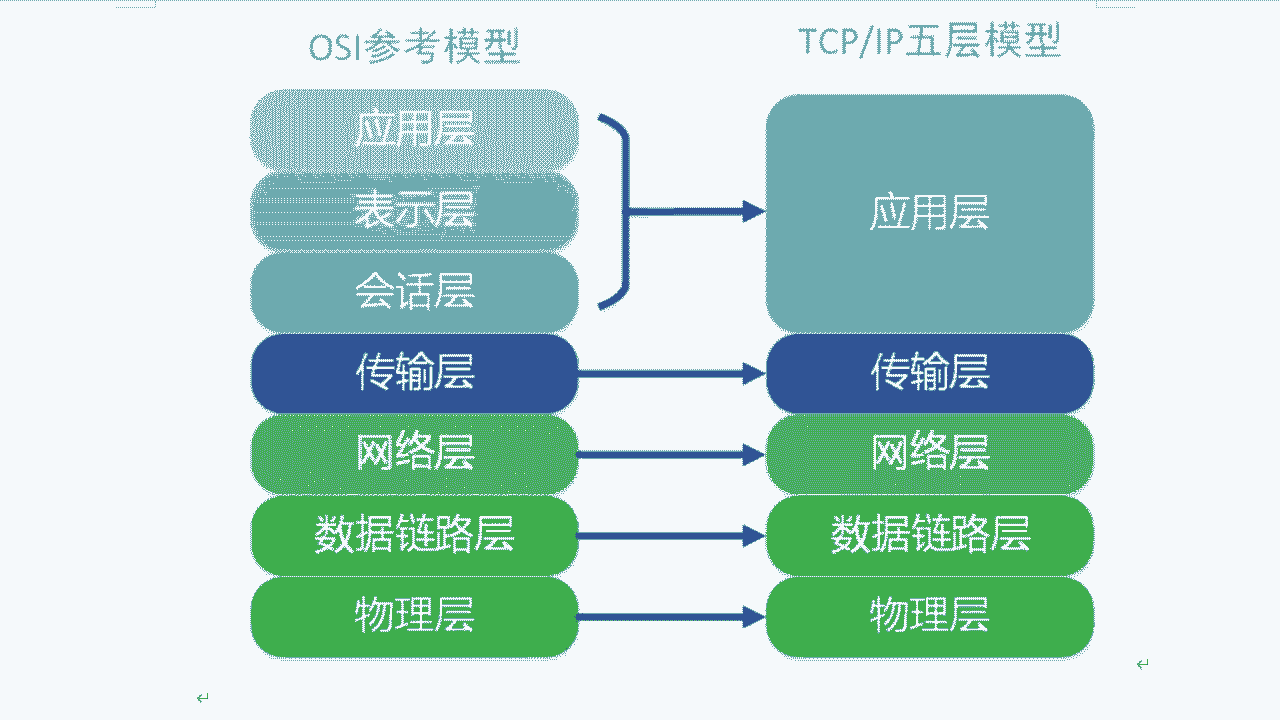 OSI参考模型
TCP/IP五层模型
应用层
表示层
会话层
传输层
网络层
数据链路层
物理层
应用层
传输层
网络层
数据链路层
物理层